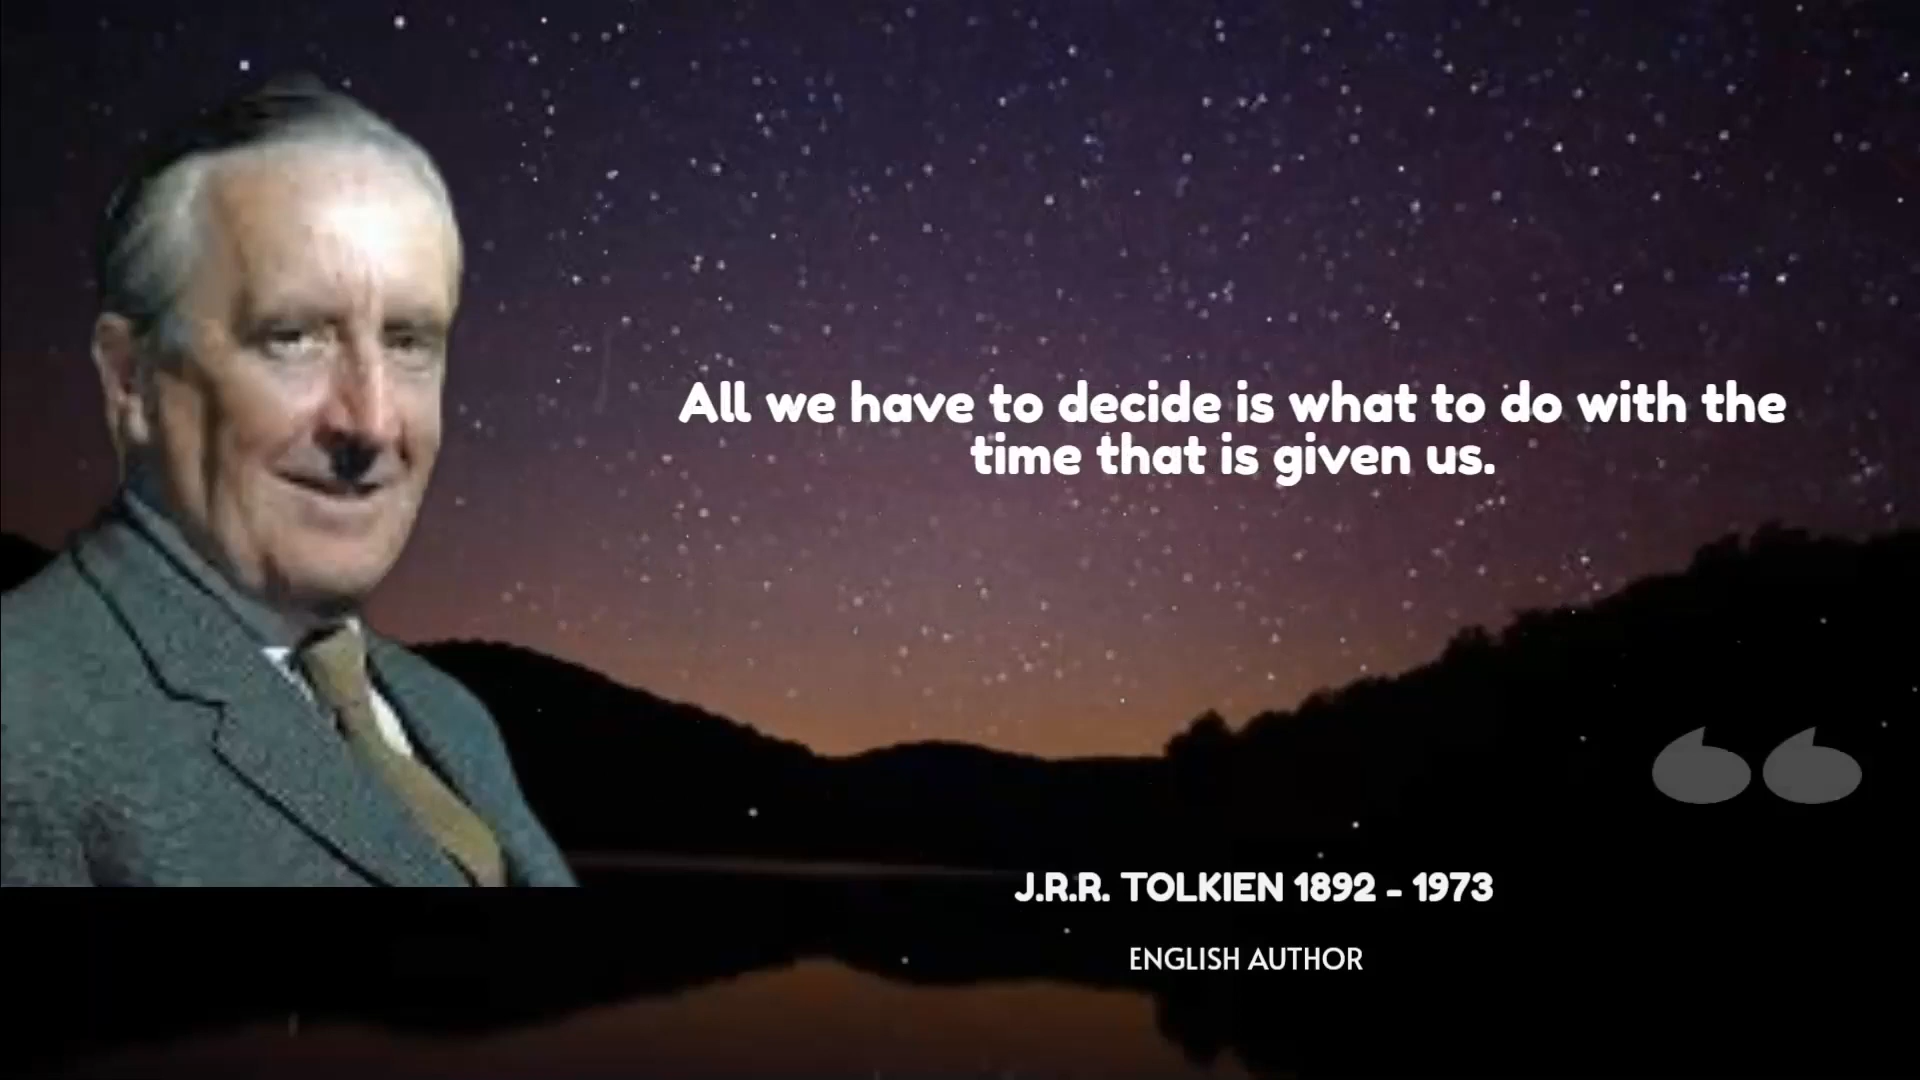 All we have to decide is what to do with the
time that is given us.
J.R.R. TOLKIEN 1892 - 1973
ENGLISH AUTHOR